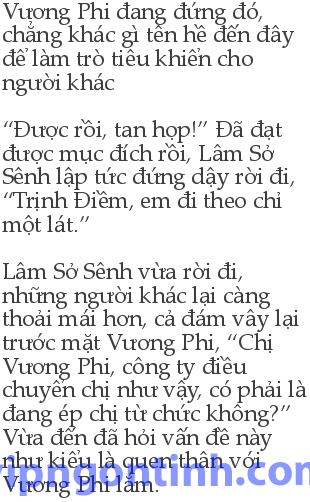 Vương Phi đang đứng đó,
chẳng khác gì tên hề đến đây
để làm trò tiêu khiển cho
người khác
“Được rồi, tan họp!” Đã đạt
được mục đích rồi, Lâm Sở
Sênh lập tức đứng dậy rời đi,
“Trịnh Điềm, em đi theo chỉ
một lát.”
Lâm Sở Sênh vừa rời đi,
những người khác lại càng
thoải mái hơn, cả đám vây lại
trước mặt Vương Phi, “Chị
Vương Phi, công ty điều
chuyển chị như vậy, có phải là
đang ép chị từ chức không?”
Vừa đến đã hỏi vấn đề này
như kiểu là quen thân với
Vương Phi lắm.
vipngontinh.com